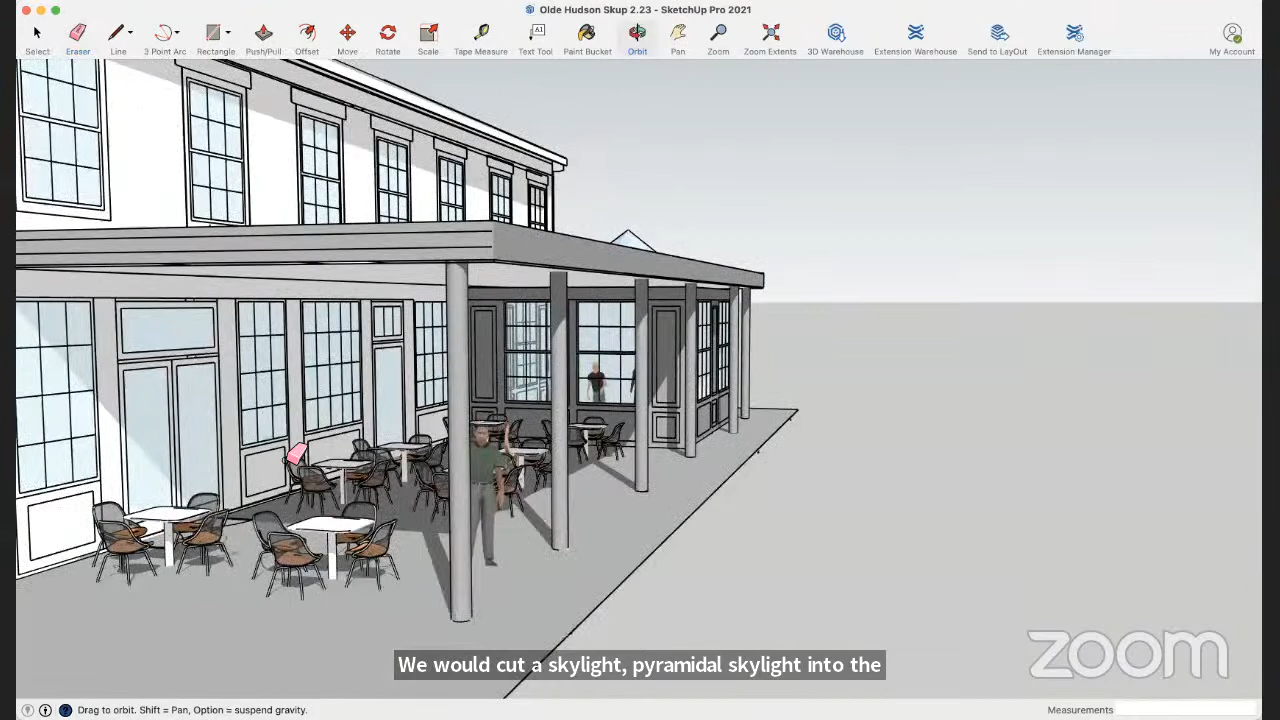 Olde Hudson Skup 2.23 - SketchUp Pro 2021
Select
Eraser
Line
3 Point Arc
Rectangle
Push/Pull
Offset
Move
Rotate
Scale
Tape Measure
A1
Text Tool
Paint Bucket
Orbit
Pan
Zoom
Zoom Extents
3D Warehouse
Extension Warehouse
Send to LayOut
Extension Manager
My Account
We would cut a skylight, pyramidal skylight into the
zoom
Drag to orbit. Shift = Pan, Option = suspend gravity.
Measurements